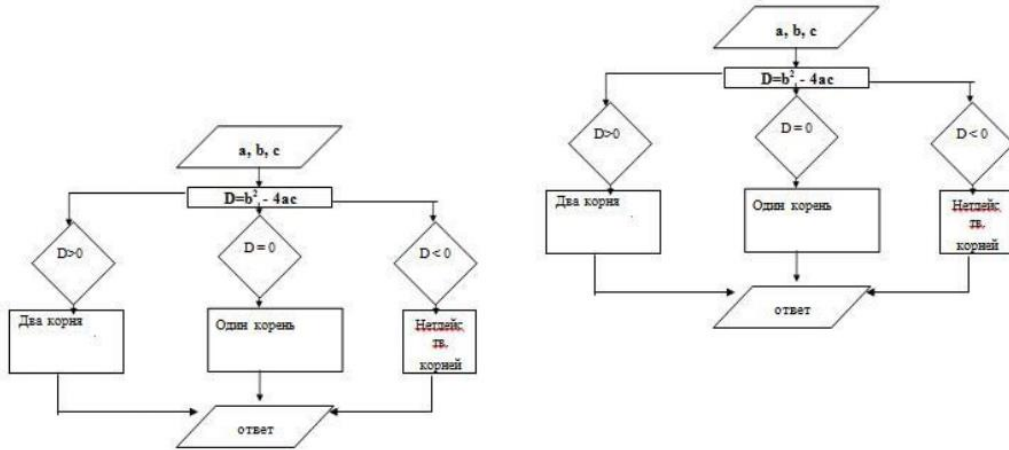 a, b, c
D=b² - 4ac
D>0
D = 0
D < 0
Два корня
Один корень
Нетдейс
тв.
корней
ответ
a, b, c
D=b² - 4ac
D>0
D = 0
D < 0
Два корня
Один корень
Нетдейс
тв.
корней
ответ